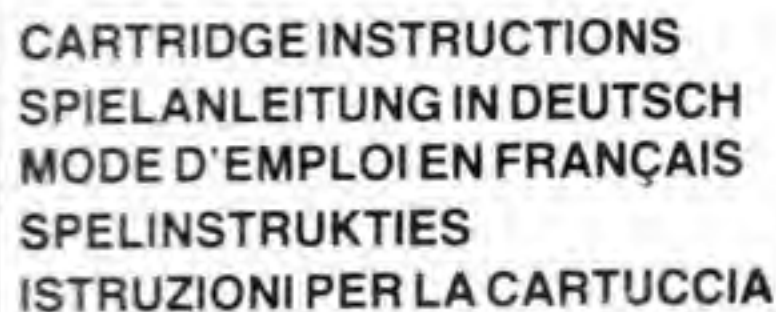 CARTRIDGE INSTRUCTIONS
SPIELANLEITUNG IN DEUTSCH
MODE D'EMPLOI EN FRANÇAIS
SPELINSTRUKTIES
ISTRUZIONI PER LA CARTUCCIA